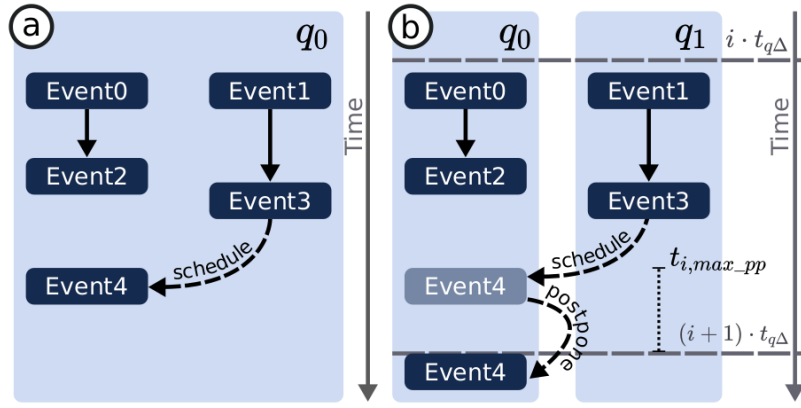 a
q0
Event0
Event1
Event2
Event3
schedule
Event4
Time
b
q0
q1
i · tqΔ
Event0
Event1
Event2
Event3
schedule
Event4
postpone
ti,max_pp
(i + 1) · tqΔ
Event4
Time